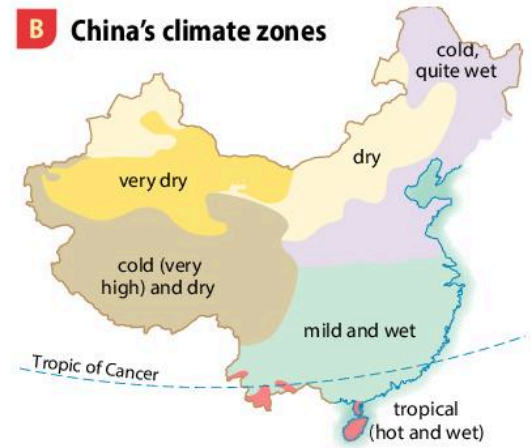 B China's climate zones
cold,
quite wet
dry
very dry
cold (very
high) and dry
mild and wet
Tropic of Cancer
tropical
(hot and wet)